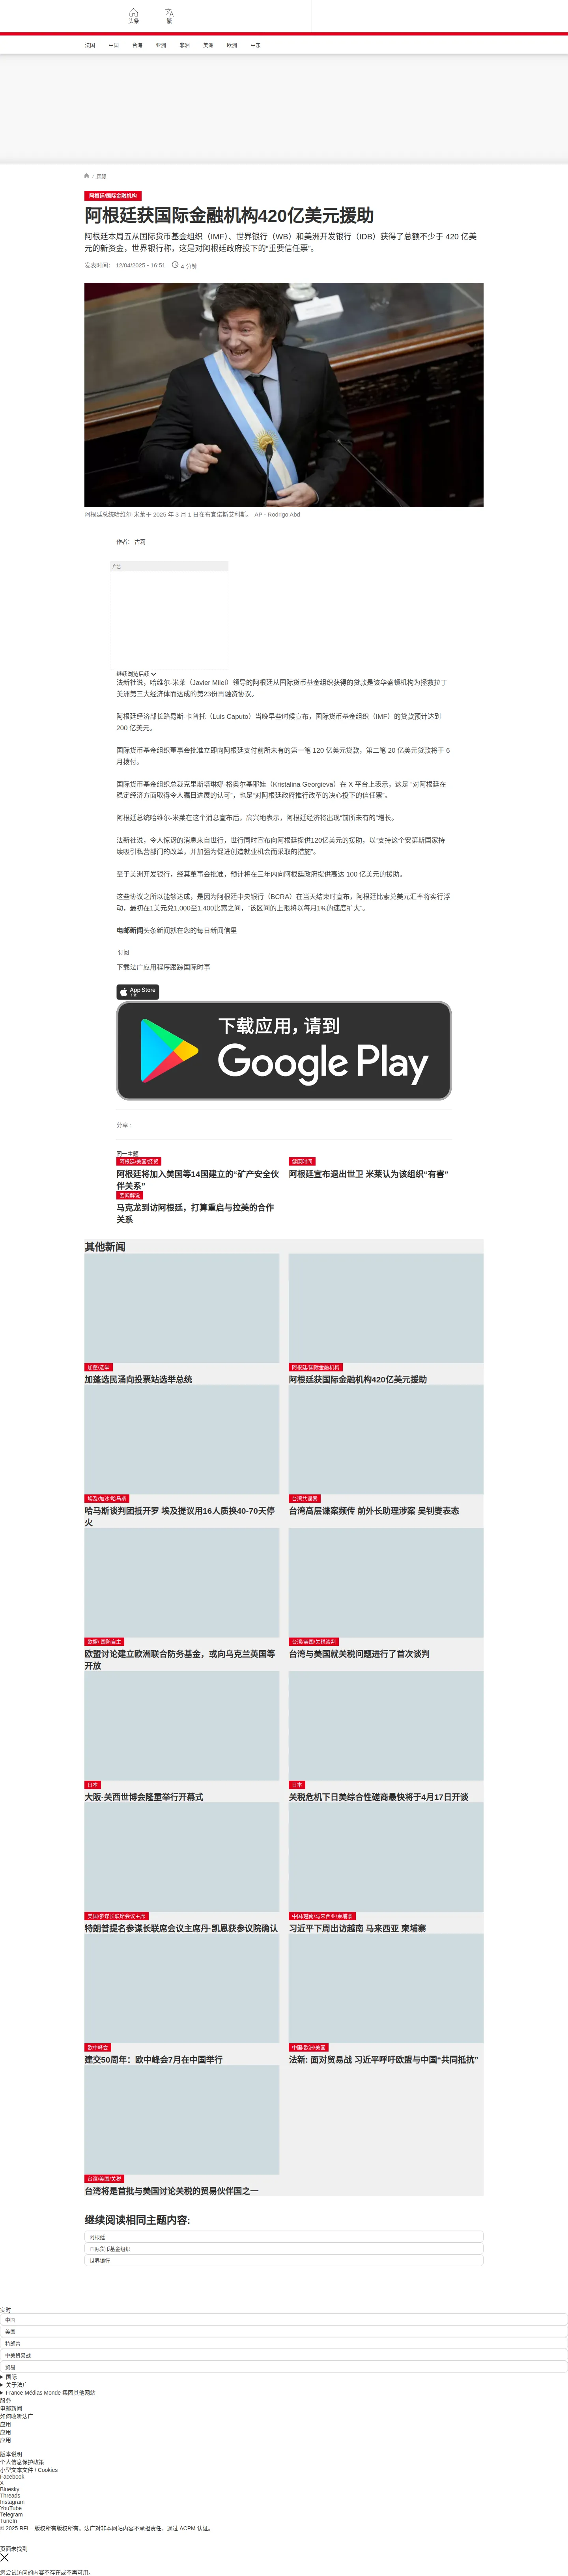 头条
繁
法国
中国
台海
亚洲
非洲
美洲
欧洲
中东
/ 国际
阿根廷/国际金融机构
阿根廷获国际金融机构420亿美元援助
阿根廷本周五从国际货币基金组织（IMF）、世界银行（WB）和美洲开发银行（IDB）获得了总额不少于 420 亿美
元的新资金，世界银行称，这是对阿根廷政府投下的“重要信任票”。
发表时间： 12/04/2025 - 16:51
4 分钟
阿根廷总统哈维尔·米莱于 2025 年 3 月 1 日在布宜诺斯艾利斯。 AP - Rodrigo Abd
作者： 古莉
广告
继续浏览后续
法新社说，哈维尔-米莱（Javier Milei）领导的阿根廷从国际货币基金组织获得的贷款是该华盛顿机构为拯救拉丁
美洲第三大经济体而达成的第23份再融资协议。
阿根廷经济部长路易斯-卡普托（Luis Caputo）当晚早些时候宣布，国际货币基金组织（IMF）的贷款预计达到
200 亿美元。
国际货币基金组织董事会批准立即向阿根廷支付前所未有的第一笔 120 亿美元贷款，第二笔 20 亿美元贷款将于 6
月拨付。
国际货币基金组织总裁克里斯塔琳娜-格奥尔基耶娃（Kristalina Georgieva）在 X 平台上表示，这是 “对阿根廷在
稳定经济方面取得令人瞩目进展的认可”，也是“对阿根廷政府推行改革的决心投下的信任票”。
阿根廷总统哈维尔-米莱在这个消息宣布后，高兴地表示，阿根廷经济将出现“前所未有的”增长。
法新社说，令人惊讶的消息来自世行，世行同时宣布向阿根廷提供120亿美元的援助，以“支持这个安第斯国家持
续吸引私营部门的改革，并加强为促进创造就业机会而采取的措施”。
至于美洲开发银行，经其董事会批准，预计将在三年内向阿根廷政府提供高达 100 亿美元的援助。
这些协议之所以能够达成，是因为阿根廷中央银行（BCRA）在当天结束时宣布，阿根廷比索兑美元汇率将实行浮
动，最初在1美元兑1,000至1,400比索之间，“该区间的上限将以每月1%的速度扩大”。
电邮新闻头条新闻就在您的每日新闻信里
订阅
下载法广应用程序跟踪国际时事
App Store
下载
下载应用，请到
Google Play
分享 :
同一主题
阿根廷/美国/经贸
阿根廷将加入美国等14国建立的“矿产安全伙
伴关系”
健康时间
阿根廷宣布退出世卫 米莱认为该组织“有害”
要闻解说
马克龙到访阿根廷，打算重启与拉美的合作
关系
其他新闻
加蓬/选举
加蓬选民涌向投票站选举总统
阿根廷/国际金融机构
阿根廷获国际金融机构420亿美元援助
埃及/加沙/哈马斯
哈马斯谈判团抵开罗 埃及提议用16人质换40-70天停
火
台湾共谍案
台湾高层谍案频传 前外长助理涉案 吴钊燮表态
欧盟/ 国防自主
欧盟讨论建立欧洲联合防务基金，或向乌克兰英国等
开放
台湾/美国/关税谈判
台湾与美国就关税问题进行了首次谈判
日本
大阪·关西世博会隆重举行开幕式
日本
关税危机下日美综合性磋商最快将于4月17日开谈
美国/参谋长联席会议主席
特朗普提名参谋长联席会议主席丹·凯恩获参议院确认
中国/越南/马来西亚/柬埔寨
习近平下周出访越南 马来西亚 柬埔寨
欧中峰会
建交50周年：欧中峰会7月在中国举行
中国/欧洲/美国
法新: 面对贸易战 习近平呼吁欧盟与中国“共同抵抗”
台湾/美国/关税
台湾将是首批与美国讨论关税的贸易伙伴国之一
继续阅读相同主题内容:
阿根廷
国际货币基金组织
世界银行
实时
中国
美国
特朗普
中美贸易战
贸易
国际
关于法广
France Médias Monde 集团其他网站
服务
电邮新闻
如何收听法广
应用
应用
应用
版本说明
个人信息保护政策
小型文本文件 / Cookies
Facebook
X
Bluesky
Threads
Instagram
YouTube
Telegram
TuneIn
© 2025 RFI – 版权所有版权所有。法广对非本网站内容不承担责任。通过 ACPM 认证。
页面未找到
您尝试访问的内容不存在或不再可用。